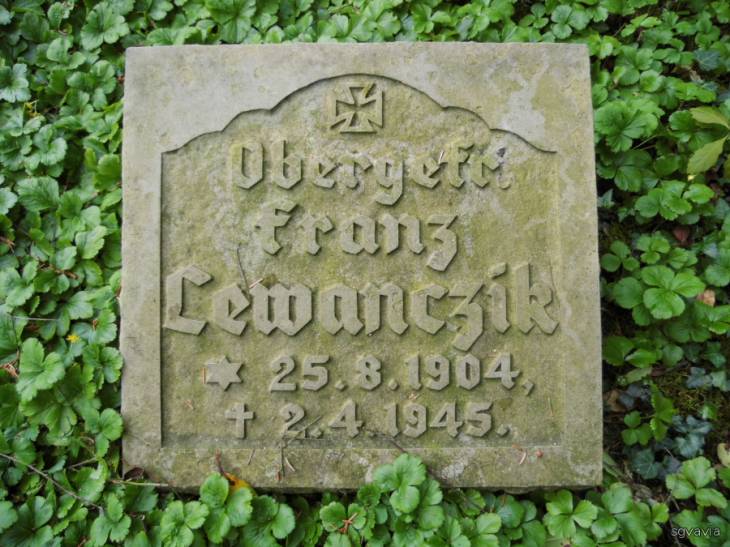 Obergefr.
Franz
Lewanczik
* 25.8.1904,
† 2.4.1945.
sgvavia